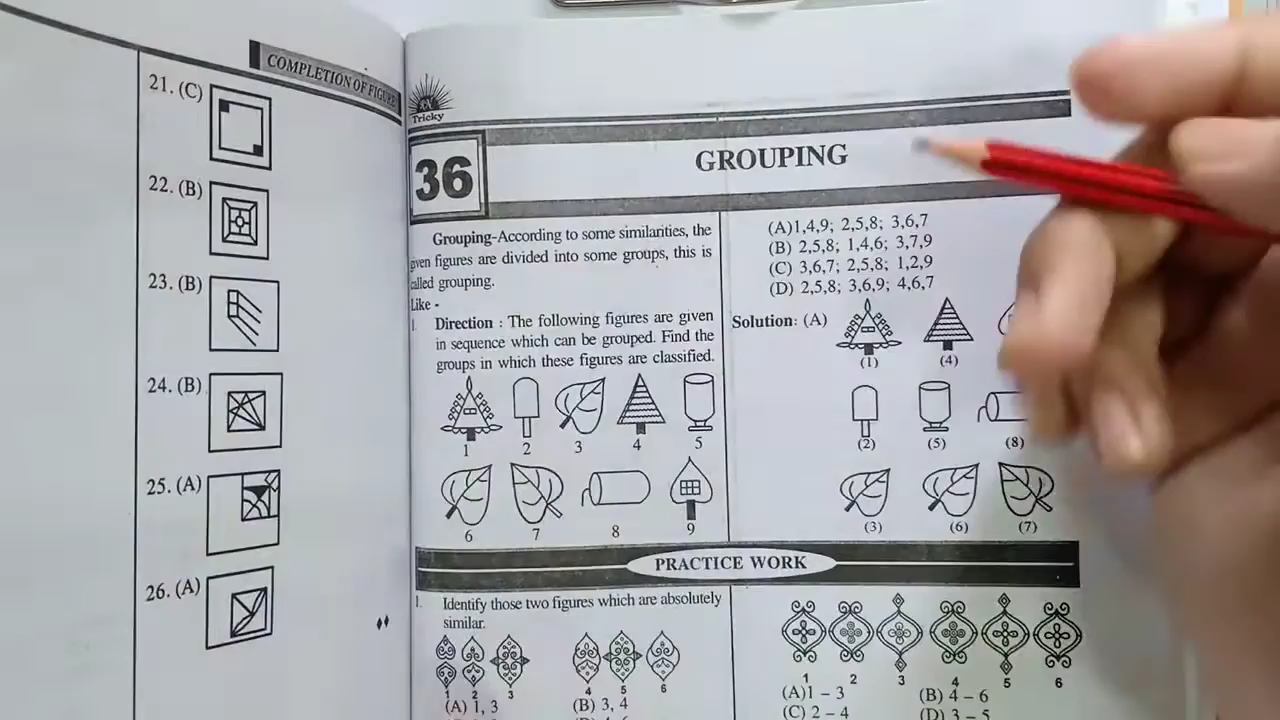 COMPLETION OF FIGURE
21. (C)
22. (B)
23. (B)
24. (B)
25. (A)
26. (A)
Tricky
36
GROUPING
Grouping-According to some similarities, the
given figures are divided into some groups, this is
called grouping.
Like -
1. Direction : The following figures are given
in sequence which can be grouped. Find the
groups in which these figures are classified.
1 2 3 4 5
6 7 8 9
(A)1,4,9; 2,5,8; 3,6,7
(B) 2,5,8; 1,4,6; 3,7,9
(C) 3,6,7; 2,5,8; 1,2,9
(D) 2,5,8; 3,6,9; 4,6,7
Solution: (A)
(1) (4)
(2) (5) (8)
(3) (6) (7)
PRACTICE WORK
1. Identify those two figures which are absolutely
similar.
1 2 3 4 5 6
(A) 1, 3 (B) 3, 4
1 2 3 4 5 6
(A)1 – 3 (B) 4 – 6
(C) 2 – 4 (D) 3 – 5